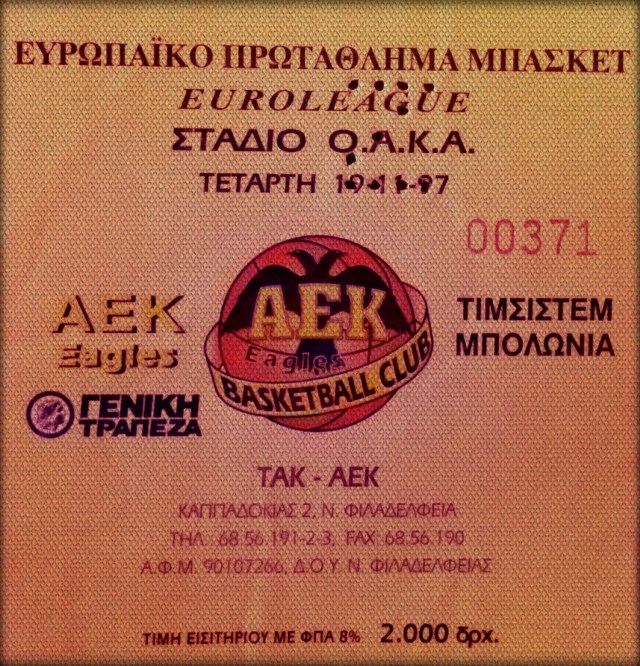 ΕΥΡΩΠΑΪΚΟ ΠΡΩΤΑΘΛΗΜΑ ΜΠΑΣΚΕΤ
EUROLEAGUE
ΣΤΑΔΙΟ Ο.Α.Κ.Α.
ΤΕΤΑΡΤΗ 19-11-97
00371
ΑΕΚ
Eagles
ΓΕΝΙΚΗ
ΤΡΑΠΕΖΑ
ΑΕΚ
Eagles
BASKETBALL CLUB
ΤΙΜΣΙΣΤΕΜ
ΜΠΟΛΩΝΙΑ
ΤΑΚ - ΑΕΚ
ΚΑΠΠΑΔΟΚΙΑΣ 2, Ν. ΦΙΛΑΔΕΛΦΕΙΑ
ΤΗΛ. 68.56.191-2-3, FAX: 68.56.190
Α.Φ.Μ. 90107266, Δ.Ο.Υ. Ν. ΦΙΛΑΔΕΛΦΕΙΑΣ
ΤΙΜΗ ΕΙΣΙΤΗΡΙΟΥ ΜΕ ΦΠΑ 8% 2.000 δρχ.